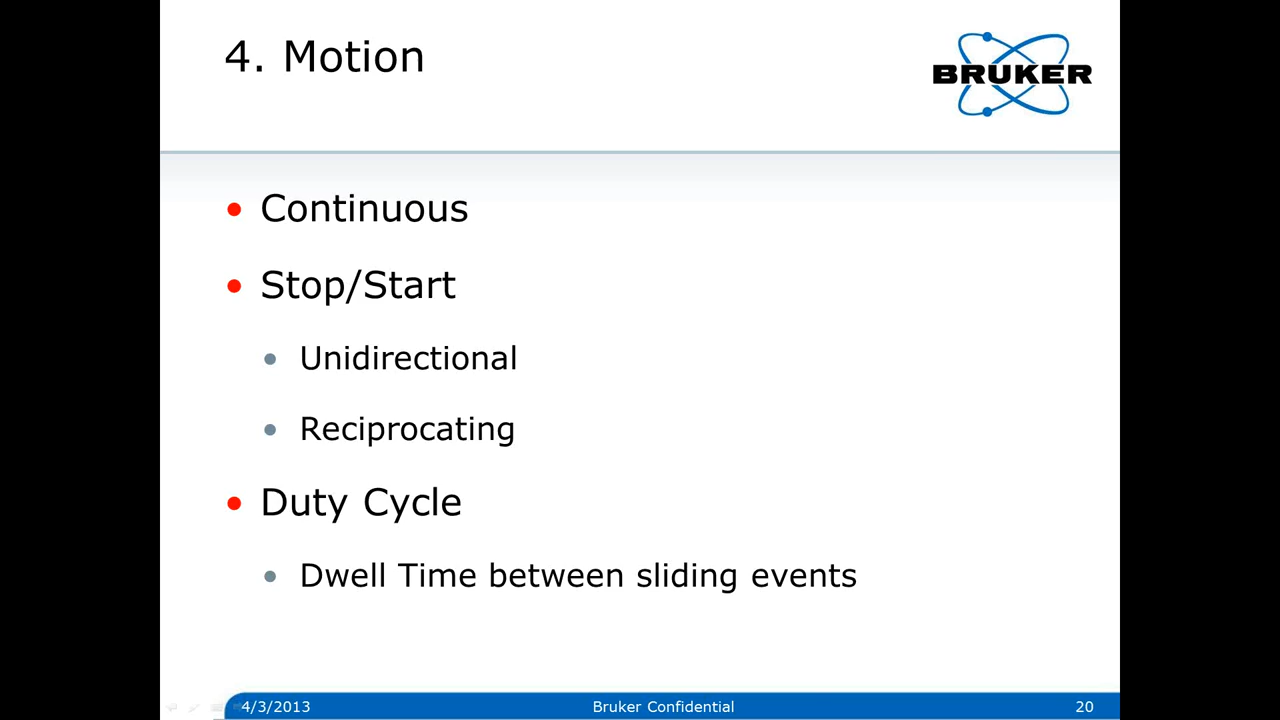 4. Motion
BRUKER
• Continuous
• Stop/Start
• Unidirectional
• Reciprocating
• Duty Cycle
• Dwell Time between sliding events
4/3/2013
Bruker Confidential
20